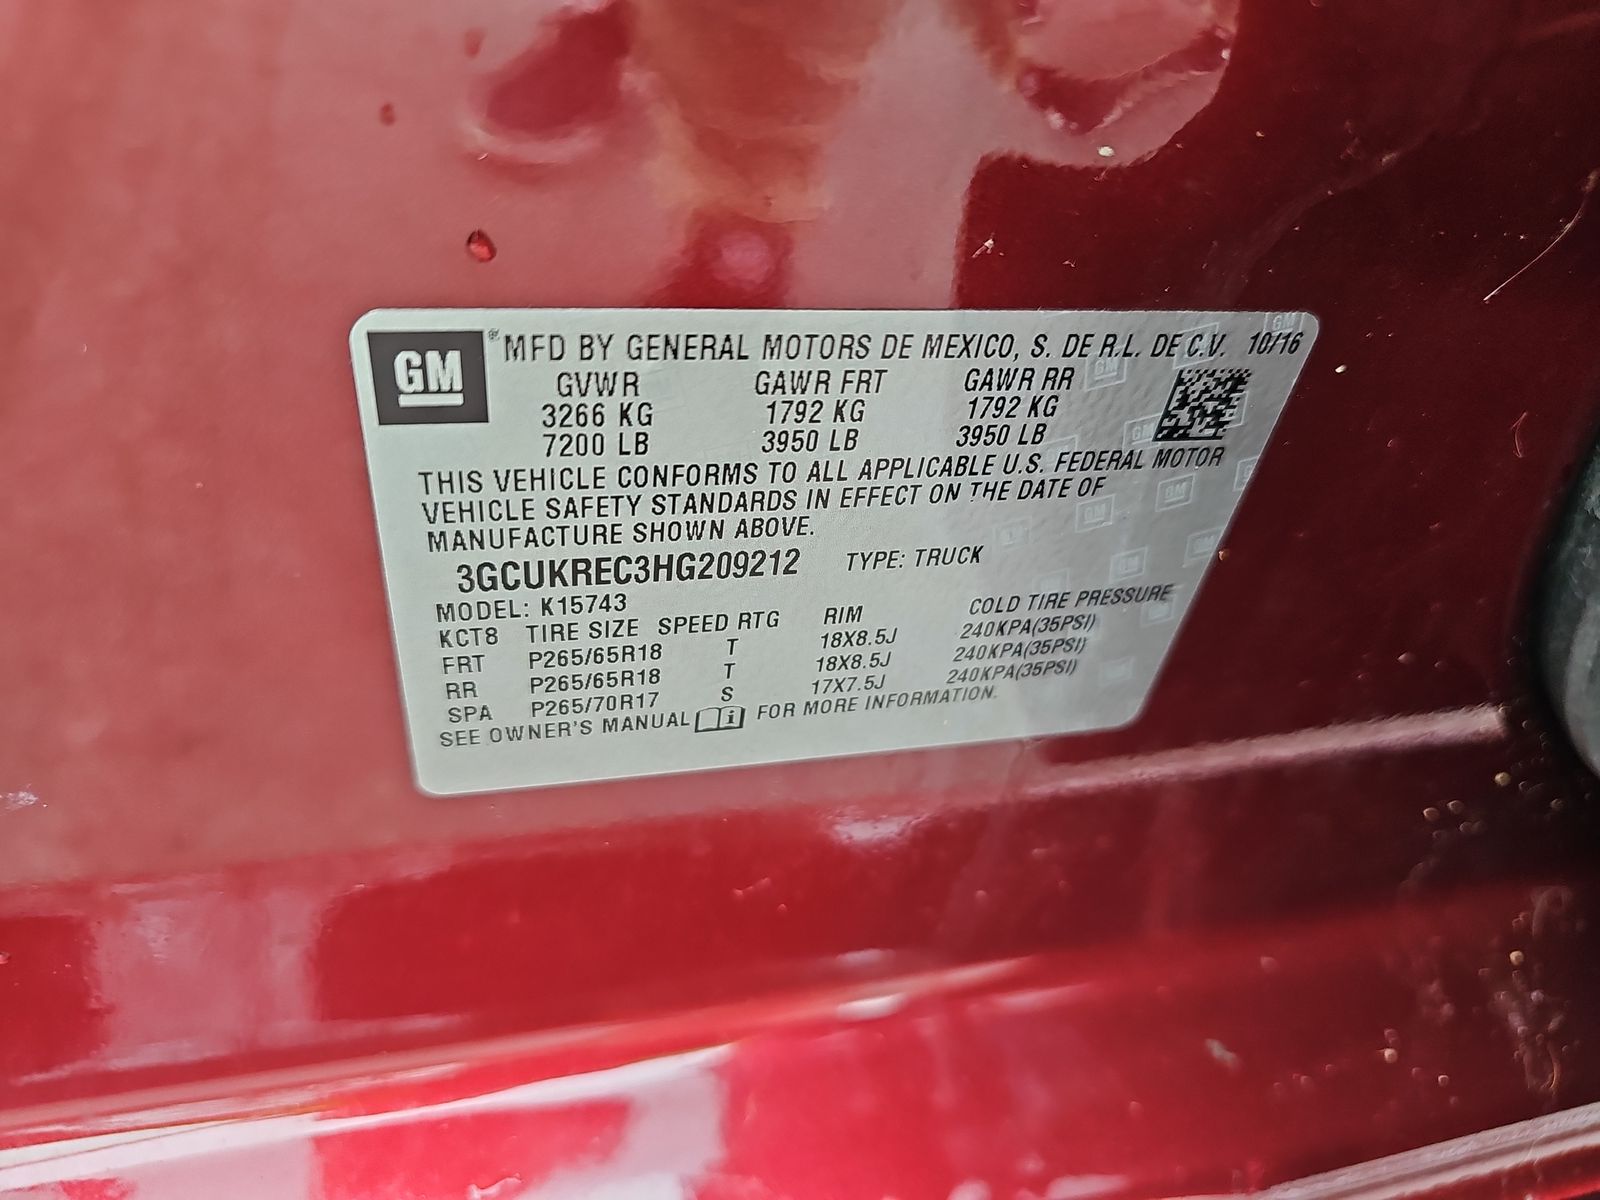 GM ® MFD BY GENERAL MOTORS DE MEXICO, S. DE R.L. DE C.V. 10/16
GVWR GAWR FRT GAWR RR
3266 KG 1792 KG 1792 KG
7200 LB 3950 LB 3950 LB
THIS VEHICLE CONFORMS TO ALL APPLICABLE U.S. FEDERAL MOTOR
VEHICLE SAFETY STANDARDS IN EFFECT ON THE DATE OF
MANUFACTURE SHOWN ABOVE.
3GCUKREC3HG209212 TYPE: TRUCK
MODEL: K15743
KCT8 TIRE SIZE SPEED RTG RIM COLD TIRE PRESSURE
FRT P265/65R18 T 18X8.5J 240KPA(35PSI)
RR P265/65R18 T 18X8.5J 240KPA(35PSI)
SPA P265/70R17 S 17X7.5J 240KPA(35PSI)
SEE OWNER'S MANUAL i FOR MORE INFORMATION.